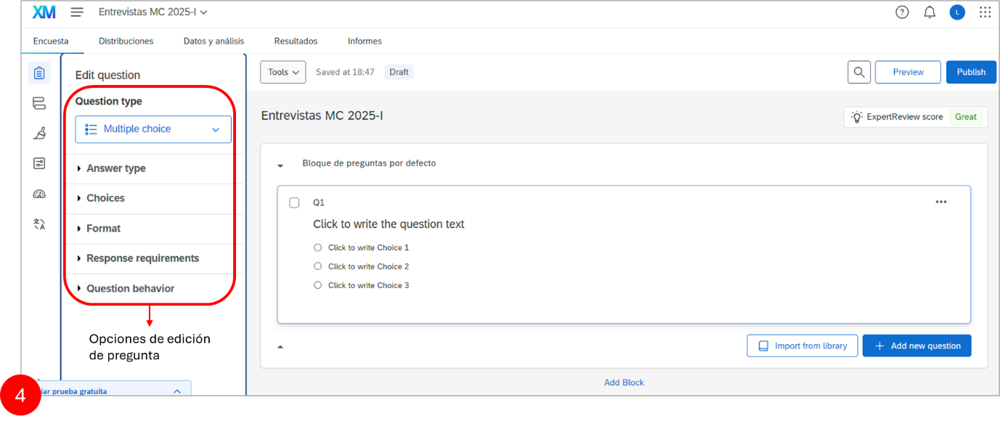 XM Entrevistas MC 2025-I L
Encuesta Distribuciones Datos y análisis Resultados Informes
Edit question
Question type
Multiple choice
Answer type
Choices
Format
Response requirements
Question behavior
Opciones de edición
de pregunta
iar prueba gratuita
4
Tools Saved at 18:47 Draft Preview Publish
Entrevistas MC 2025-I ExpertReview score Great
Bloque de preguntas por defecto
Q1
Click to write the question text
Click to write Choice 1
Click to write Choice 2
Click to write Choice 3
Import from library Add new question
Add Block